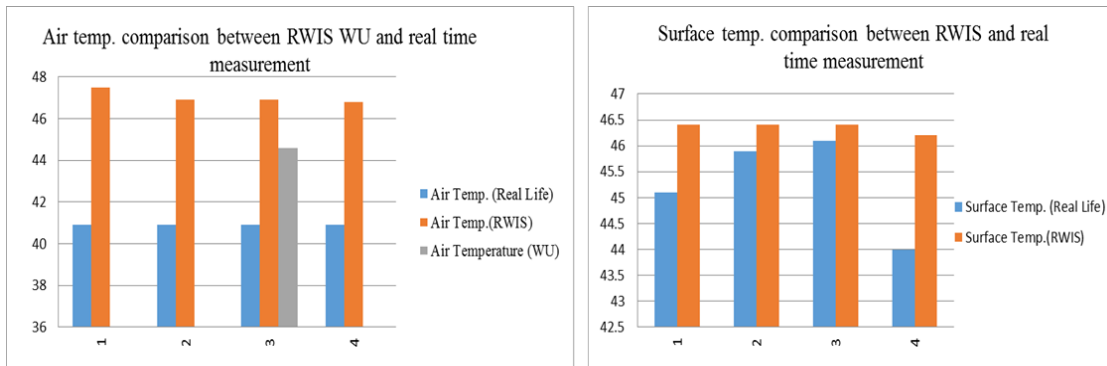 Air temp. comparison between RWIS WU and real time
measurement
48
46
44
42
40
38
36
1
2
3
4
Air Temp. (Real Life)
Air Temp.(RWIS)
Air Temperature (WU)
Surface temp. comparison between RWIS and real
time measurement
47
46.5
46
45.5
45
44.5
44
43.5
43
42.5
1
2
3
4
Surface Temp. (Real Life)
Surface Temp.(RWIS)